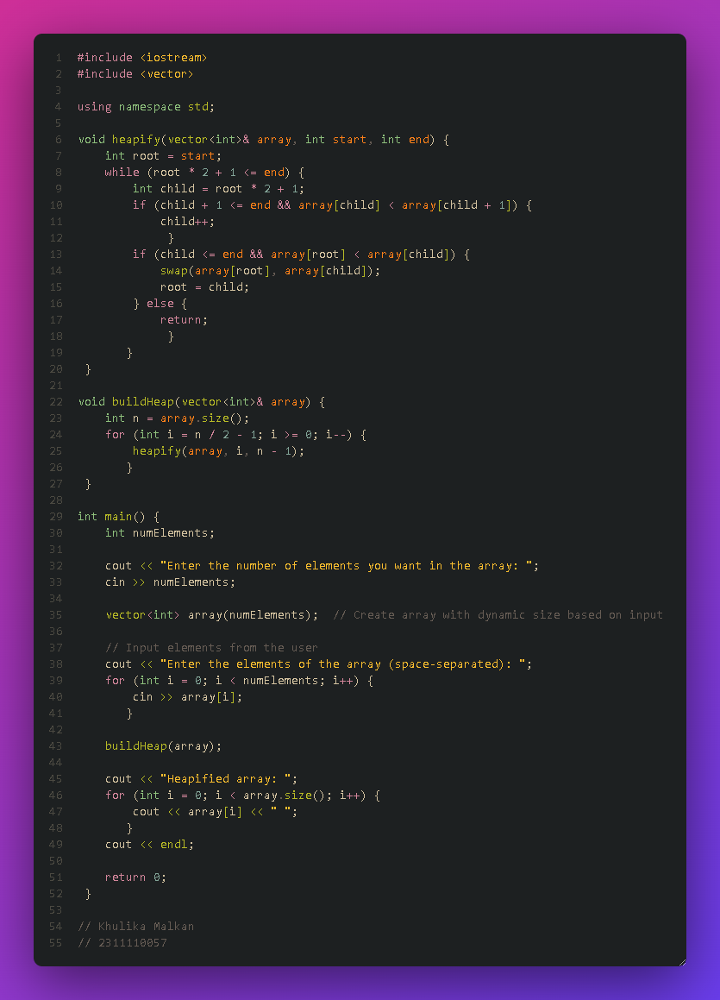 1 #include <iostream>
2 #include <vector>
3
4 using namespace std;
5
6 void heapify(vector<int>& array, int start, int end) {
7     int root = start;
8     while (root * 2 + 1 <= end) {
9         int child = root * 2 + 1;
10         if (child + 1 <= end && array[child] < array[child + 1]) {
11             child++;
12              }
13         if (child <= end && array[root] < array[child]) {
14             swap(array[root], array[child]);
15             root = child;
16         } else {
17             return;
18              }
19        }
20  }
21
22 void buildHeap(vector<int>& array) {
23     int n = array.size();
24     for (int i = n / 2 - 1; i >= 0; i--) {
25         heapify(array, i, n - 1);
26        }
27  }
28
29 int main() {
30     int numElements;
31
32     cout << "Enter the number of elements you want in the array: ";
33     cin >> numElements;
34
35     vector<int> array(numElements);  // Create array with dynamic size based on input
36
37     // Input elements from the user
38     cout << "Enter the elements of the array (space-separated): ";
39     for (int i = 0; i < numElements; i++) {
40         cin >> array[i];
41        }
42
43     buildHeap(array);
44
45     cout << "Heapified array: ";
46     for (int i = 0; i < array.size(); i++) {
47         cout << array[i] << " ";
48        }
49     cout << endl;
50
51     return 0;
52  }
53
54 // Khulika Malkan
55 // 2311110057